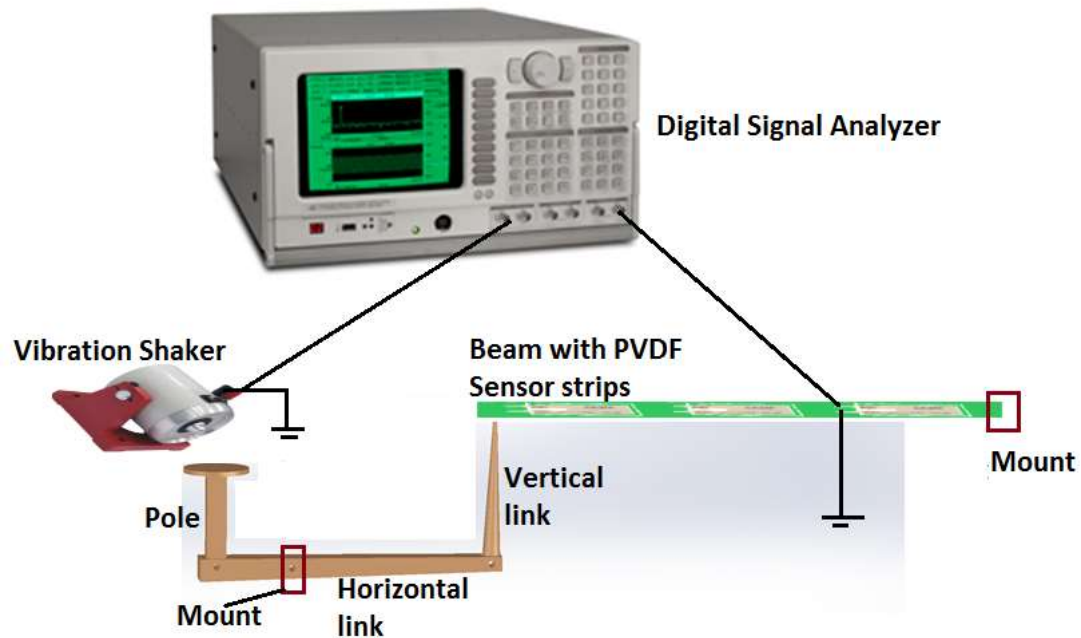 Digital Signal Analyzer
Vibration Shaker
Beam with PVDF
Sensor strips
Mount
Vertical
link
Pole
Horizontal
link
Mount